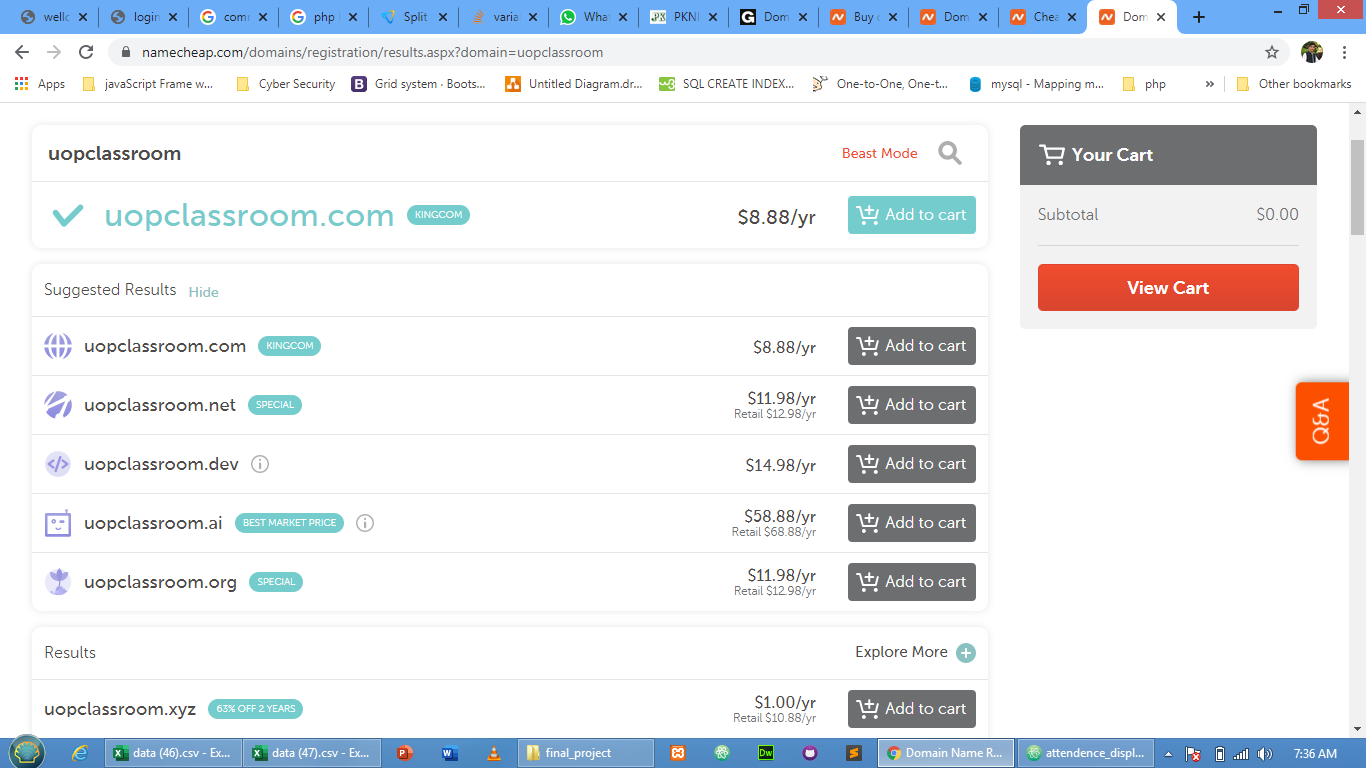 wellc
login
comr
php
Split
varia
What
PKNI
Dom
Buy
Dom
Chea
Dom
namecheap.com/domains/registration/results.aspx?domain=uopclassroom
Apps
javaScript Frame w...
Cyber Security
Grid system · Boots...
Untitled Diagram.dr...
SQL CREATE INDEX...
One-to-One, One-t...
mysql - Mapping m...
php
»
Other bookmarks
uopclassroom
Beast Mode
uopclassroom.com KINGCOM $8.88/yr Add to cart
Suggested Results Hide
uopclassroom.com KINGCOM $8.88/yr Add to cart
uopclassroom.net SPECIAL $11.98/yr Add to cart
Retail $12.98/yr
uopclassroom.dev $14.98/yr Add to cart
uopclassroom.ai BEST MARKET PRICE $58.88/yr Add to cart
Retail $68.88/yr
uopclassroom.org SPECIAL $11.98/yr Add to cart
Retail $12.98/yr
Results Explore More
uopclassroom.xyz 63% OFF 2 YEARS $1.00/yr Add to cart
Retail $10.88/yr
Your Cart
Subtotal $0.00
View Cart
Q&A
data (46).csv - Ex...
data (47).csv - Ex...
final_project
Domain Name R...
attendence_displ...
7:36 AM